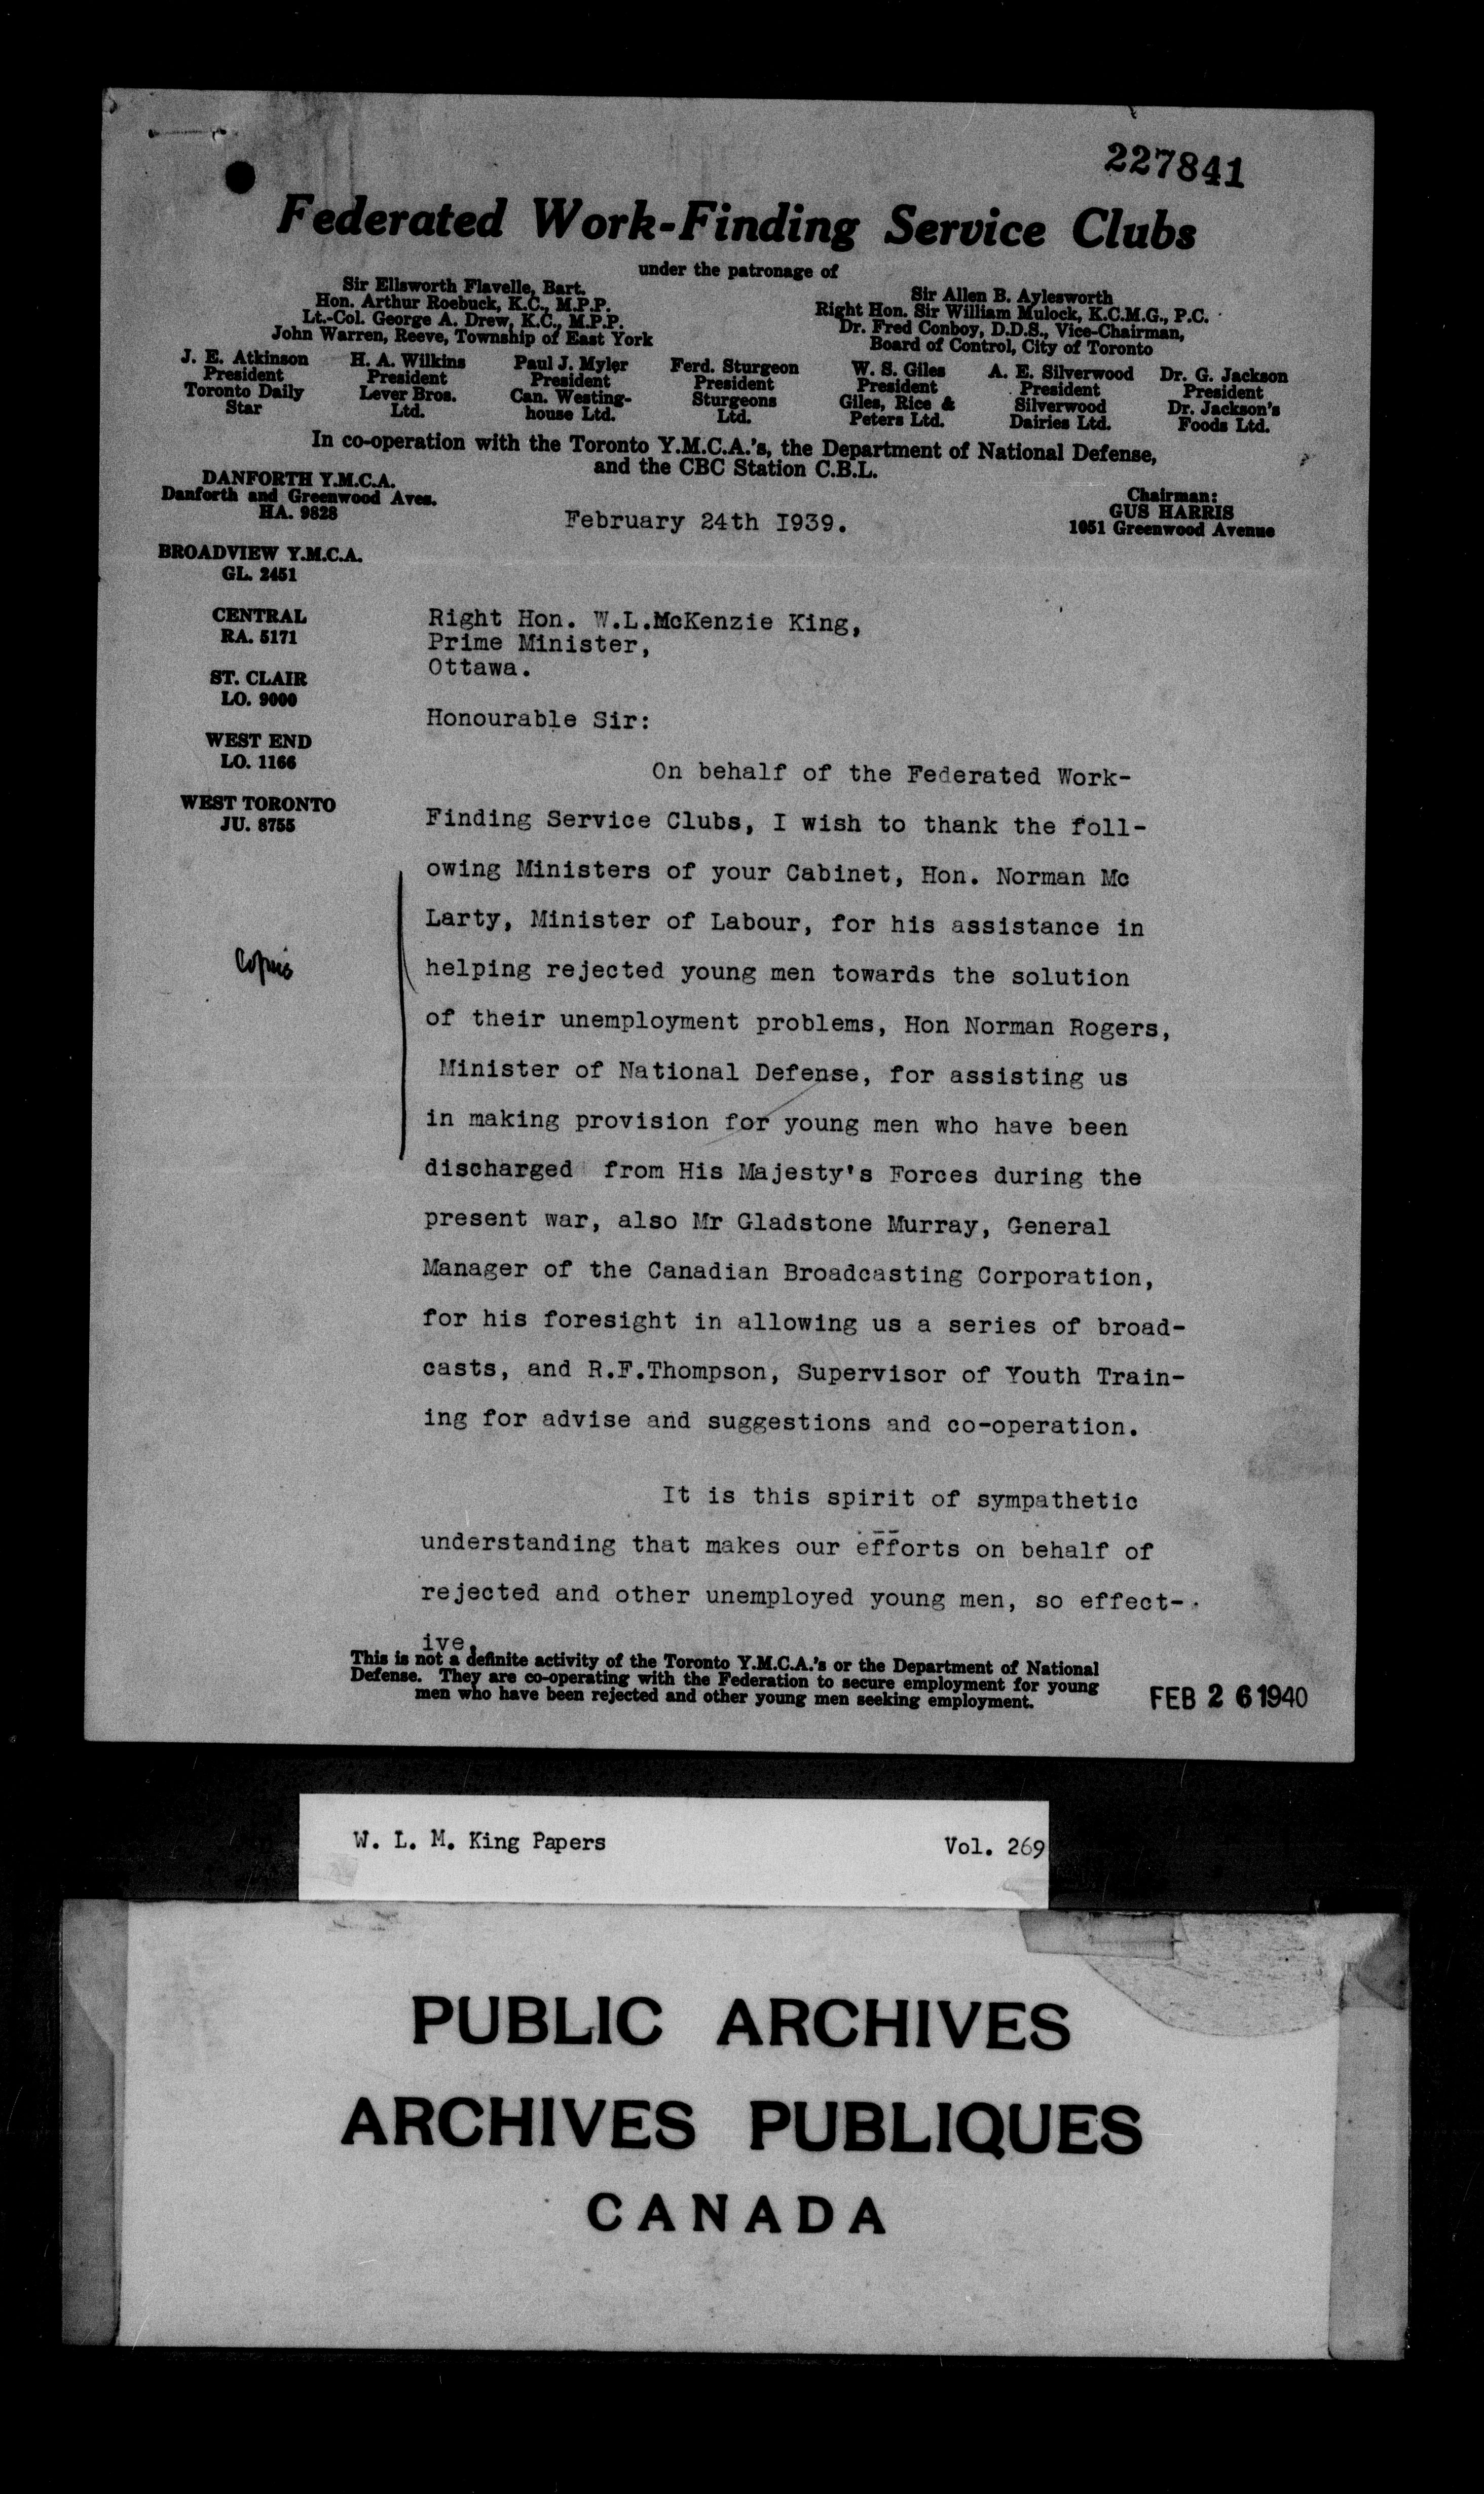 227841
Federated Work-Finding Service Clubs
under the patronage of
Sir Ellsworth Flavelle, Bart.
Hon. Arthur Roebuck, K.C., M.P.P.
Lt.-Col. George A. Drew, K.C., M.P.P.
John Warren, Reeve, Township of East York
Sir Allen B. Aylesworth
Right Hon. Sir William Mulock, K.C.M.G., P.C.
Dr. Fred Conboy, D.D.S., Vice-Chairman,
Board of Control, City of Toronto
J. E. Atkinson
President
Toronto Daily
Star
H. A. Wilkins
President
Lever Bros.
Ltd.
Paul J. Myler
President
Can. Westing-
house Ltd.
Ferd. Sturgeon
President
Sturgeons
Ltd.
W. S. Giles
President
Giles, Rice &
Peters Ltd.
A. E. Silverwood
President
Silverwood
Dairies Ltd.
Dr. G. Jackson
President
Dr. Jackson's
Foods Ltd.
In co-operation with the Toronto Y.M.C.A.'s, the Department of National Defense,
and the CBC Station C.B.L.
DANFORTH Y.M.C.A.
Danforth and Greenwood Aves.
HA. 9828
February 24th I939.
Chairman:
GUS HARRIS
1051 Greenwood Avenue
BROADVIEW Y.M.C.A.
GL. 2451
CENTRAL
RA. 5171
ST. CLAIR
LO. 9000
WEST END
LO. 1166
WEST TORONTO
JU. 8755
Right Hon. W.L.McKenzie King,
Prime Minister,
Ottawa.
Honourable Sir:
On behalf of the Federated Work-
Finding Service Clubs, I wish to thank the foll-
owing Ministers of your Cabinet, Hon. Norman Mc
Larty, Minister of Labour, for his assistance in
helping rejected young men towards the solution
of their unemployment problems, Hon Norman Rogers,
Minister of National Defense, for assisting us
in making provision for young men who have been
discharged from His Majesty's Forces during the
present war, also Mr Gladstone Murray, General
Manager of the Canadian Broadcasting Corporation,
for his foresight in allowing us a series of broad-
casts, and R.F.Thompson, Supervisor of Youth Train-
ing for advise and suggestions and co-operation.
It is this spirit of sympathetic
understanding that makes our efforts on behalf of
rejected and other unemployed young men, so effect-
ive.
This is not a definite activity of the Toronto Y.M.C.A.'s or the Department of National
Defense. They are co-operating with the Federation to secure employment for young
men who have been rejected and other young men seeking employment.
FEB 26 1940
W. L. M. King Papers
Vol. 269
PUBLIC ARCHIVES
ARCHIVES PUBLIQUES
CANADA